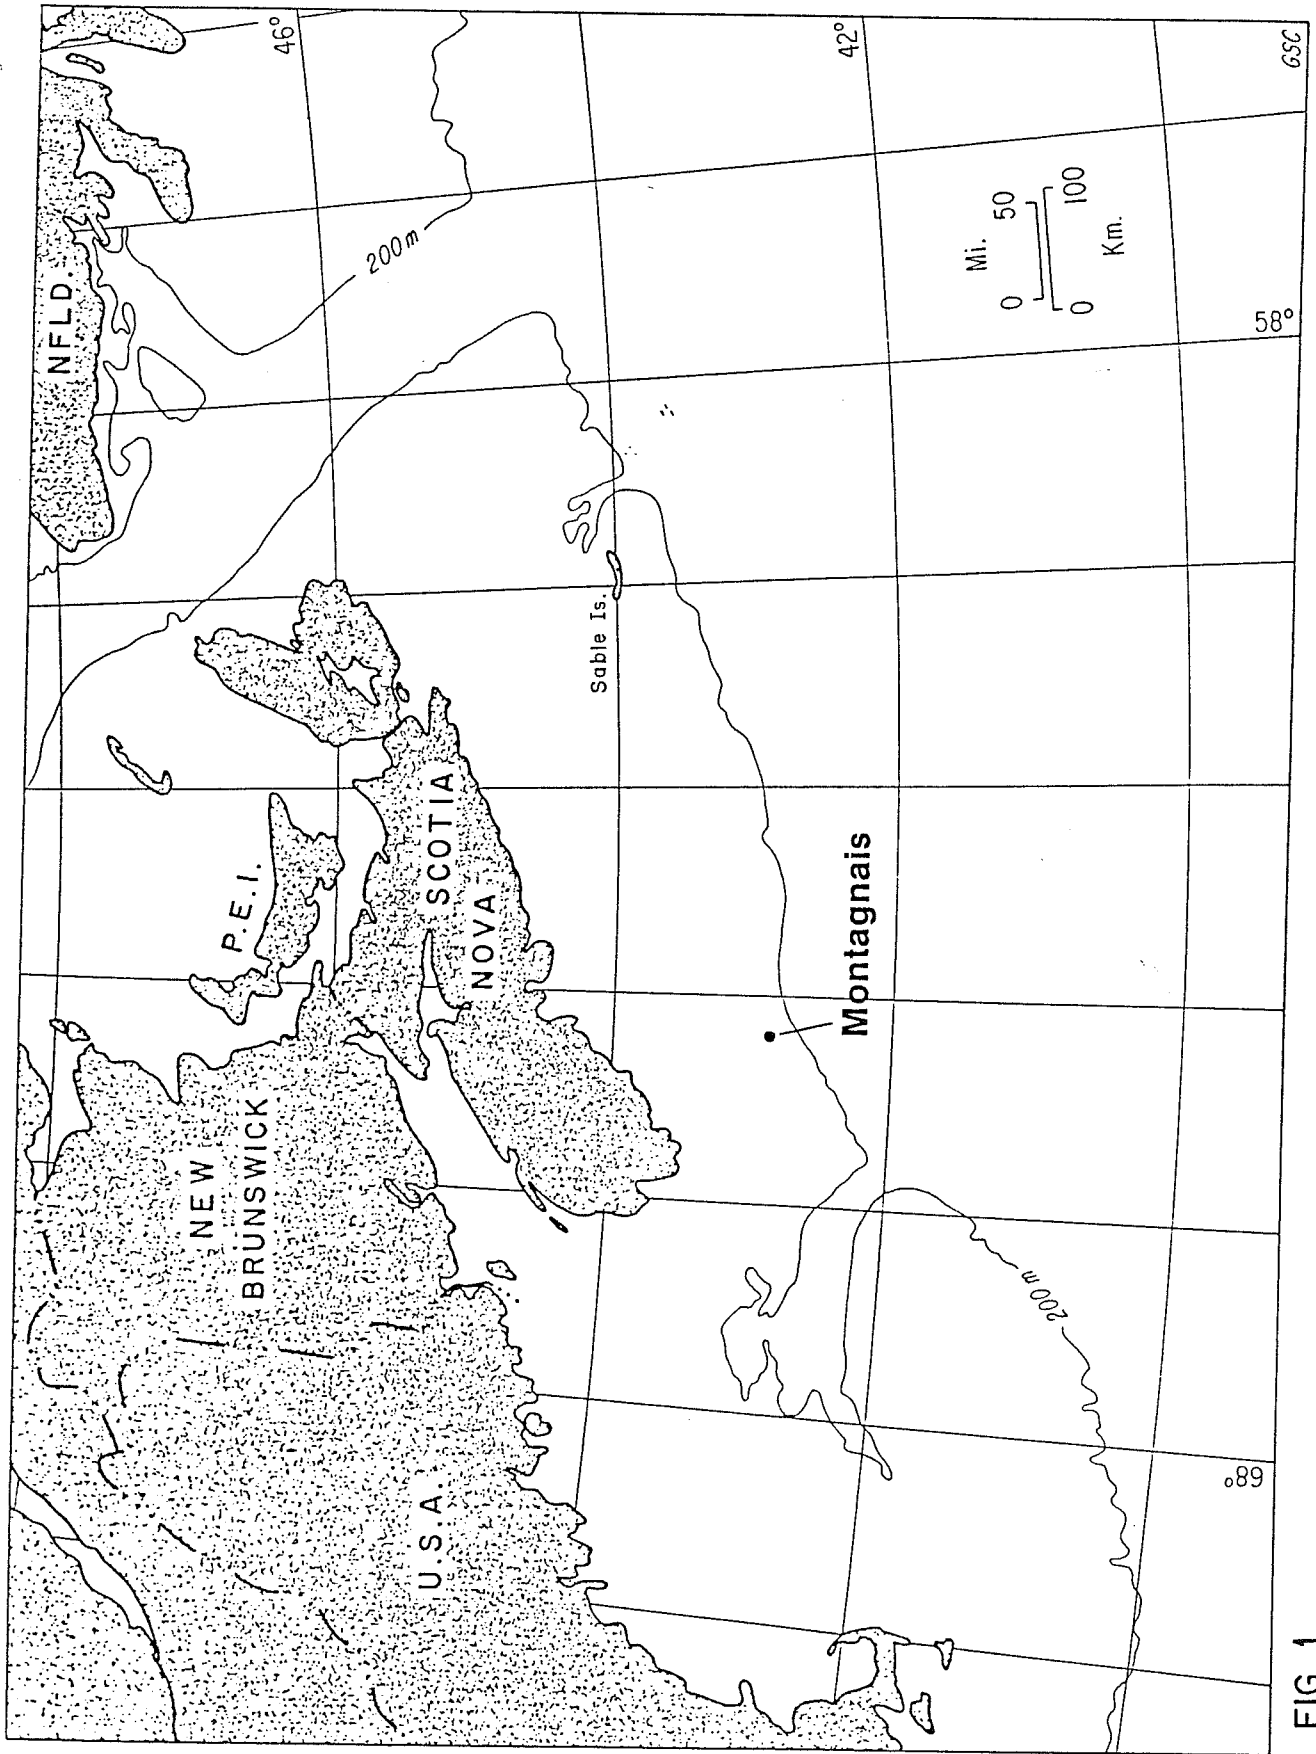 NFLD.
46°
42°
GSC
200m
Mi.
0 50
0 100
Km.
58°
Sable Is.
P.E.I.
NOVA
SCOTIA
Montagnais
NEW
BRUNSWICK
200m
68°
U.S.A.
FIG. 1